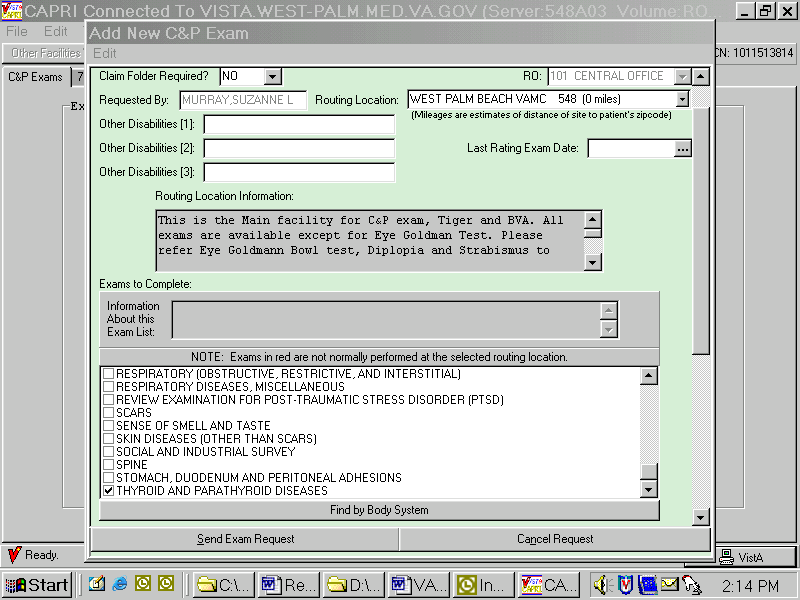 CAPRI Connected To VISTA.WEST-PALM.MED.VA.GOV (Server:548A03 Volume:RO
File Edit
Add New C&P Exam
Edit
Other Facilities
CN: 1011513814
C&P Exams 7
Claim Folder Required? NO RO: 101 CENTRAL OFFICE
Requested By: MURRAY,SUZANNE L Routing Location: WEST PALM BEACH VAMC 548 (0 miles)
(Mileages are estimates of distance of site to patient's zipcode)
Ex
Other Disabilities [1]:
Other Disabilities [2]: Last Rating Exam Date: ...
Other Disabilities [3]:
Routing Location Information:
This is the Main facility for C&P exam, Tiger and BVA. All
exams are available except for Eye Goldman Test. Please
refer Eye Goldmann Bowl test, Diplopia and Strabismus to
Exams to Complete:
Information
About this
Exam List:
NOTE: Exams in red are not normally performed at the selected routing location.
RESPIRATORY (OBSTRUCTIVE, RESTRICTIVE, AND INTERSTITIAL)
RESPIRATORY DISEASES, MISCELLANEOUS
REVIEW EXAMINATION FOR POST-TRAUMATIC STRESS DISORDER (PTSD)
SCARS
SENSE OF SMELL AND TASTE
SKIN DISEASES (OTHER THAN SCARS)
SOCIAL AND INDUSTRIAL SURVEY
SPINE
STOMACH, DUODENUM AND PERITONEAL ADHESIONS
THYROID AND PARATHYROID DISEASES
Find by Body System
Send Exam Request Cancel Request
Ready. VistA
Start C:\... Re... D:\... VA... In... CA... 2:14 PM